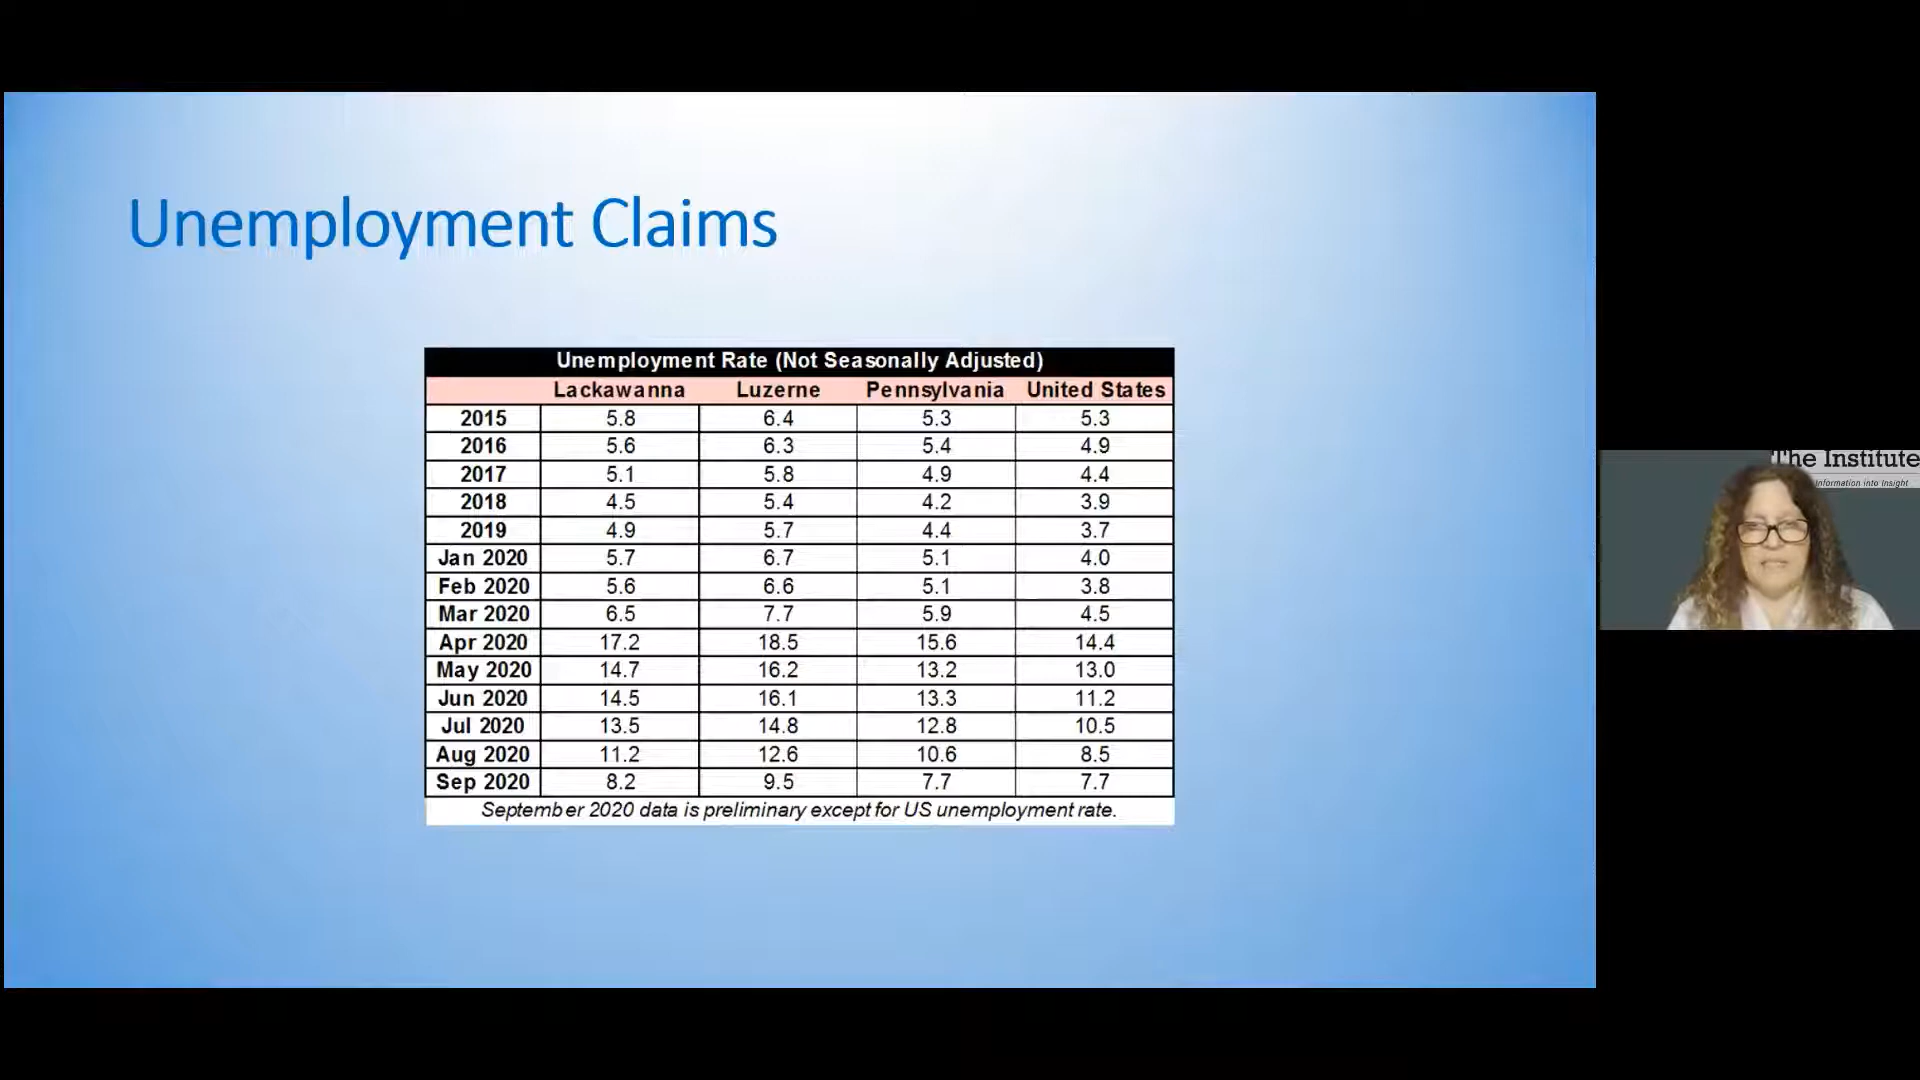 Unemployment Claims
Unemployment Rate (Not Seasonally Adjusted)
Lackawanna Luzerne Pennsylvania United States
2015 5.8 6.4 5.3 5.3
2016 5.6 6.3 5.4 4.9
2017 5.1 5.8 4.9 4.4
2018 4.5 5.4 4.2 3.9
2019 4.9 5.7 4.4 3.7
Jan 2020 5.7 6.7 5.1 4.0
Feb 2020 5.6 6.6 5.1 3.8
Mar 2020 6.5 7.7 5.9 4.5
Apr 2020 17.2 18.5 15.6 14.4
May 2020 14.7 16.2 13.2 13.0
Jun 2020 14.5 16.1 13.3 11.2
Jul 2020 13.5 14.8 12.8 10.5
Aug 2020 11.2 12.6 10.6 8.5
Sep 2020 8.2 9.5 7.7 7.7
September 2020 data is preliminary except for US unemployment rate.
The Institute
Information into Insight